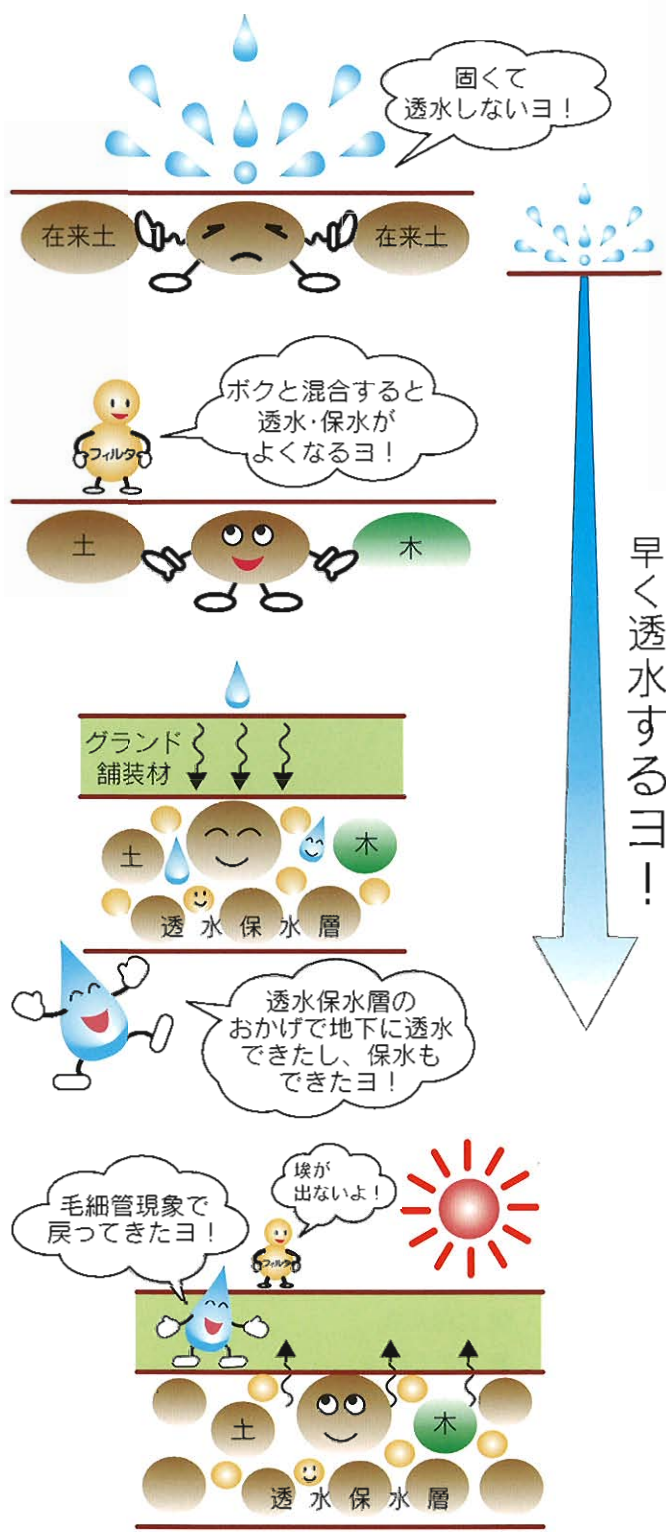 固くて
透水しないヨ！
在来土
在来土
ボクと混合すると
透水・保水が
よくなるヨ！
フィルタ
土
木
早く透水するヨ！
グランド
舗装材
土
木
透水保水層
透水保水層の
おかげで地下に透水
できたし、保水も
できたヨ！
埃が
出ないよ！
毛細管現象で
戻ってきたヨ！
フィルタ
土
木
透水保水層